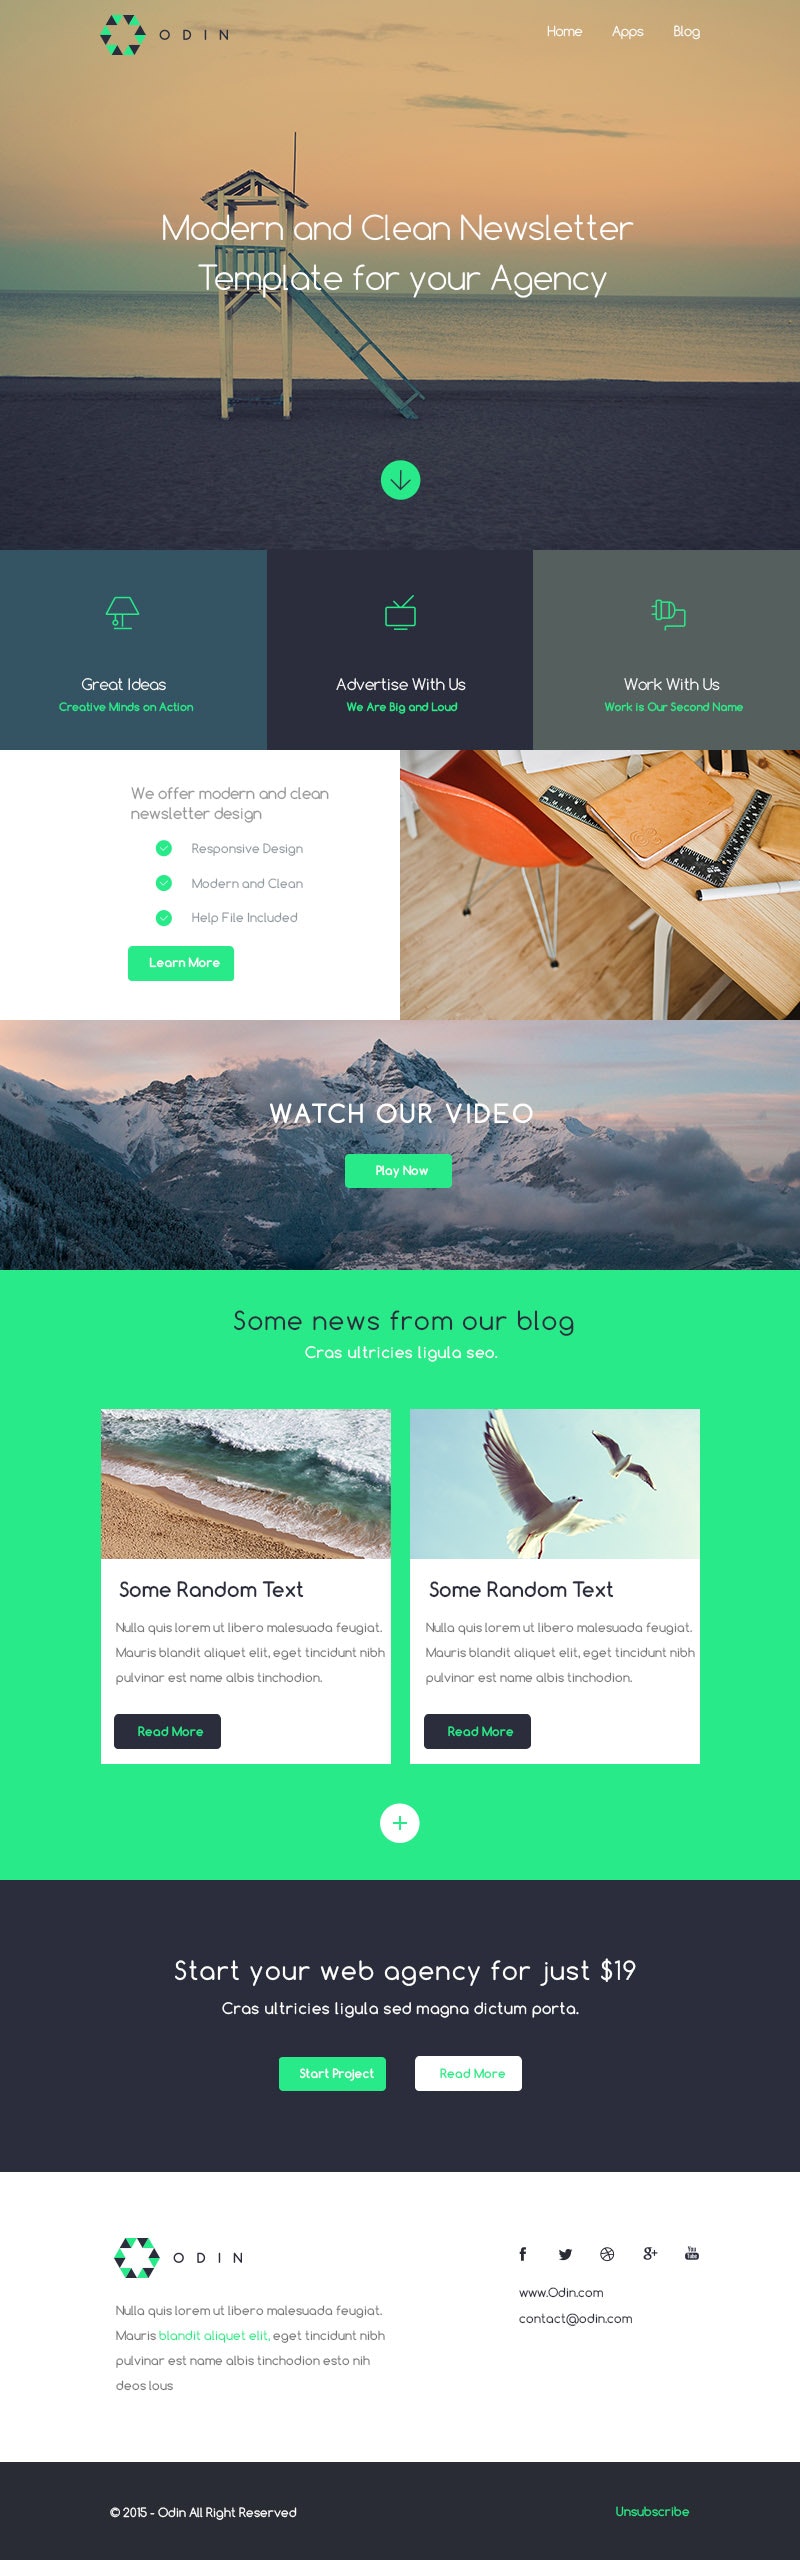 ODIN
Home Apps Blog
Modern and Clean Newsletter
Template for your Agency
Great Ideas
Creative Minds on Action
Advertise With Us
We Are Big and Loud
Work With Us
Work is Our Second Name
We offer modern and clean
newsletter design
Responsive Design
Modern and Clean
Help File Included
Learn More
WATCH OUR VIDEO
Play Now
Some news from our blog
Cras ultricies ligula seo.
Some Random Text
Nulla quis lorem ut libero malesuada feugiat.
Mauris blandit aliquet elit, eget tincidunt nibh
pulvinar est name albis tinchodion.
Read More
Some Random Text
Nulla quis lorem ut libero malesuada feugiat.
Mauris blandit aliquet elit, eget tincidunt nibh
pulvinar est name albis tinchodion.
Read More
Start your web agency for just $19
Cras ultricies ligula sed magna dictum porta.
Start Project
Read More
ODIN
Nulla quis lorem ut libero malesuada feugiat.
Mauris blandit aliquet elit, eget tincidunt nibh
pulvinar est name albis tinchodion esto nih
deos lous
f g+ You Tube
www.Odin.com
contact@odin.com
© 2015 - Odin All Right Reserved
Unsubscribe